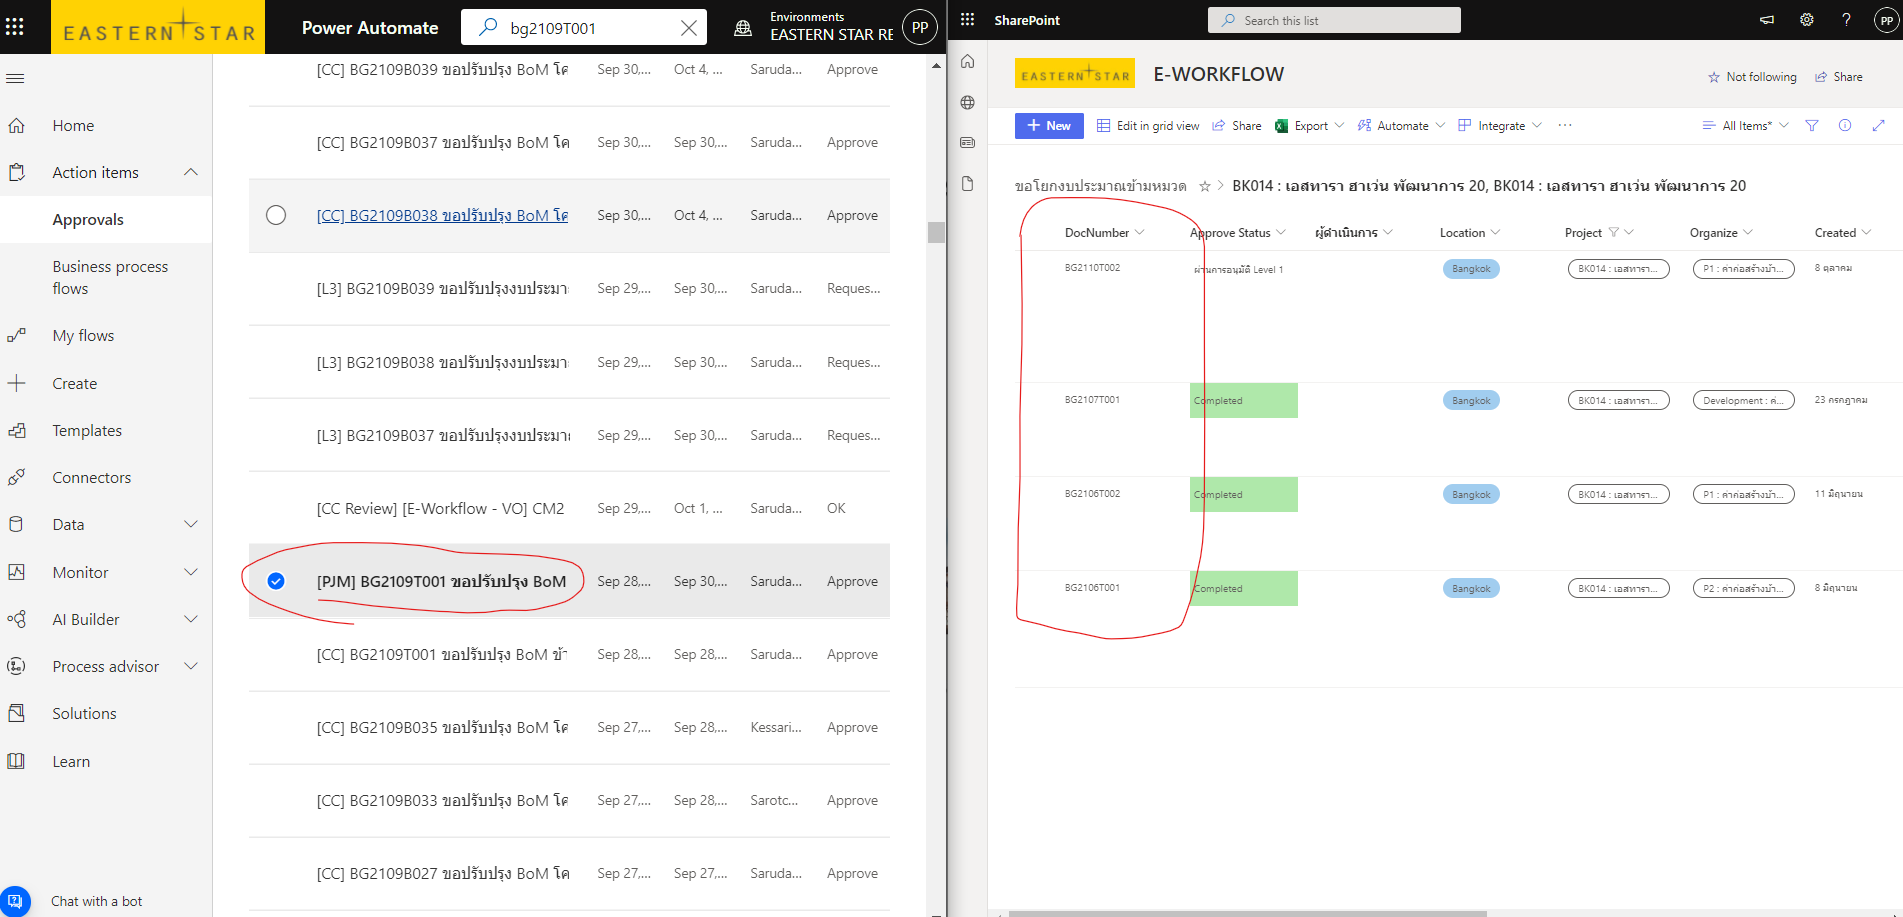 EASTERN STAR
Power Automate
bg2109T001
Environments
EASTERN STAR RE
PP
Home
Action items
Approvals
Business process
flows
My flows
Create
Templates
Connectors
Data
Monitor
AI Builder
Process advisor
Solutions
Learn
Chat with a bot
[CC] BG2109B039 ขอปรับปรุง BoM โค Sep 30,... Oct 4, ... Saruda... Approve
[CC] BG2109B037 ขอปรับปรุง BoM โค Sep 30,... Sep 30,... Saruda... Approve
[CC] BG2109B038 ขอปรับปรุง BoM โค Sep 30,... Oct 4, ... Saruda... Approve
[L3] BG2109B039 ขอปรับปรุงงบประมา Sep 29,... Sep 30,... Saruda... Reques...
[L3] BG2109B038 ขอปรับปรุงงบประมา Sep 29,... Sep 30,... Saruda... Reques...
[L3] BG2109B037 ขอปรับปรุงงบประมา Sep 29,... Sep 30,... Saruda... Reques...
[CC Review] [E-Workflow - VO] CM2 Sep 29,... Oct 1, ... Saruda... OK
[PJM] BG2109T001 ขอปรับปรุง BoM Sep 28,... Sep 30,... Saruda... Approve
[CC] BG2109T001 ขอปรับปรุง BoM ข้า Sep 28,... Sep 28,... Saruda... Approve
[CC] BG2109B035 ขอปรับปรุง BoM โค Sep 27,... Sep 28,... Kessari... Approve
[CC] BG2109B033 ขอปรับปรุง BoM โค Sep 27,... Sep 28,... Sarotc... Approve
[CC] BG2109B027 ขอปรับปรุง BoM โค Sep 27,... Sep 27,... Saruda... Approve
SharePoint
Search this list
PP
EASTERN STAR
E-WORKFLOW
Not following Share
New Edit in grid view Share Export Automate Integrate ... All Items*
ขอโยกงบประมาณข้ามหมวด BK014 : เอสทารา ฮาเว่น พัฒนาการ 20, BK014 : เอสทารา ฮาเว่น พัฒนาการ 20
DocNumber Approve Status ผู้ดำเนินการ Location Project Organize Created
BG2110T002 ผ่านการอนุมัติ Level 1 Bangkok BK014 : เอสทารา... P1 : ค่าก่อสร้างบ้า... 8 ตุลาคม
BG2107T001 Completed Bangkok BK014 : เอสทารา... Development : ค่... 23 กรกฎาคม
BG2106T002 Completed Bangkok BK014 : เอสทารา... P1 : ค่าก่อสร้างบ้า... 11 มิถุนายน
BG2106T001 Completed Bangkok BK014 : เอสทารา... P2 : ค่าก่อสร้างบ้า... 8 มิถุนายน